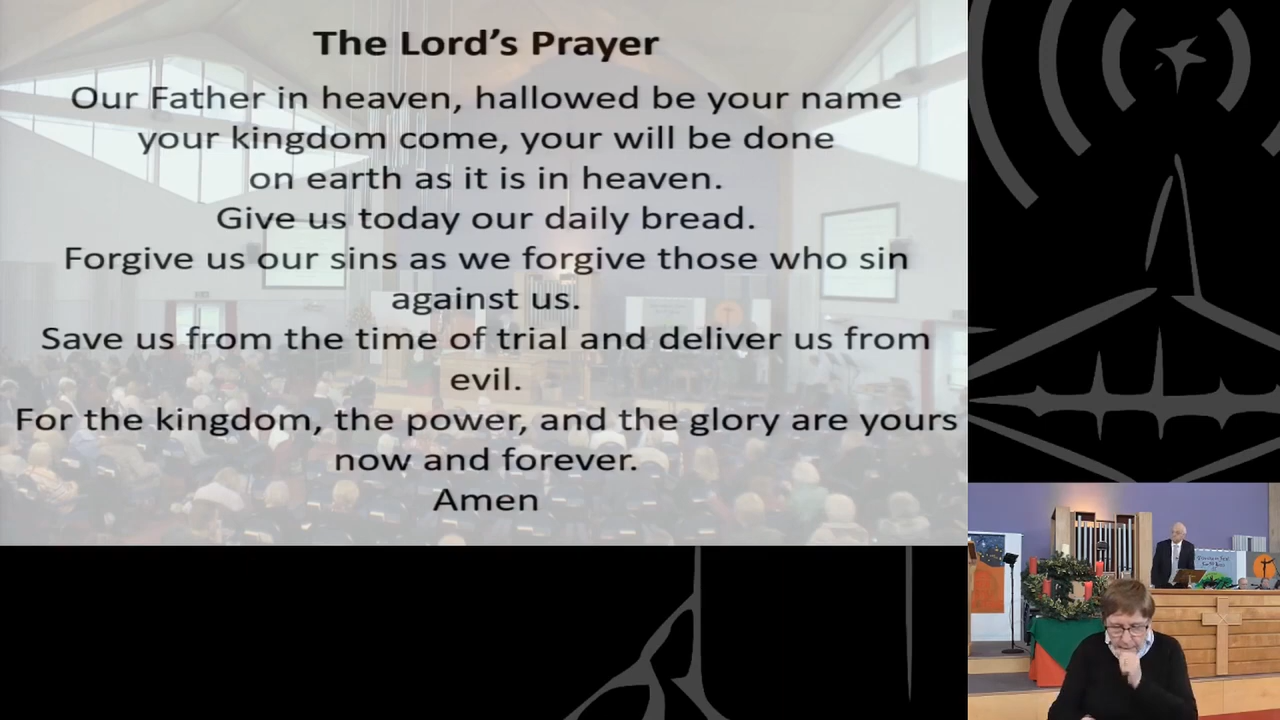 The Lord’s Prayer
Our Father in heaven, hallowed be your name
your kingdom come, your will be done
on earth as it is in heaven.
Give us today our daily bread.
Forgive us our sins as we forgive those who sin
against us.
Save us from the time of trial and deliver us from
evil.
For the kingdom, the power, and the glory are yours
now and forever.
Amen